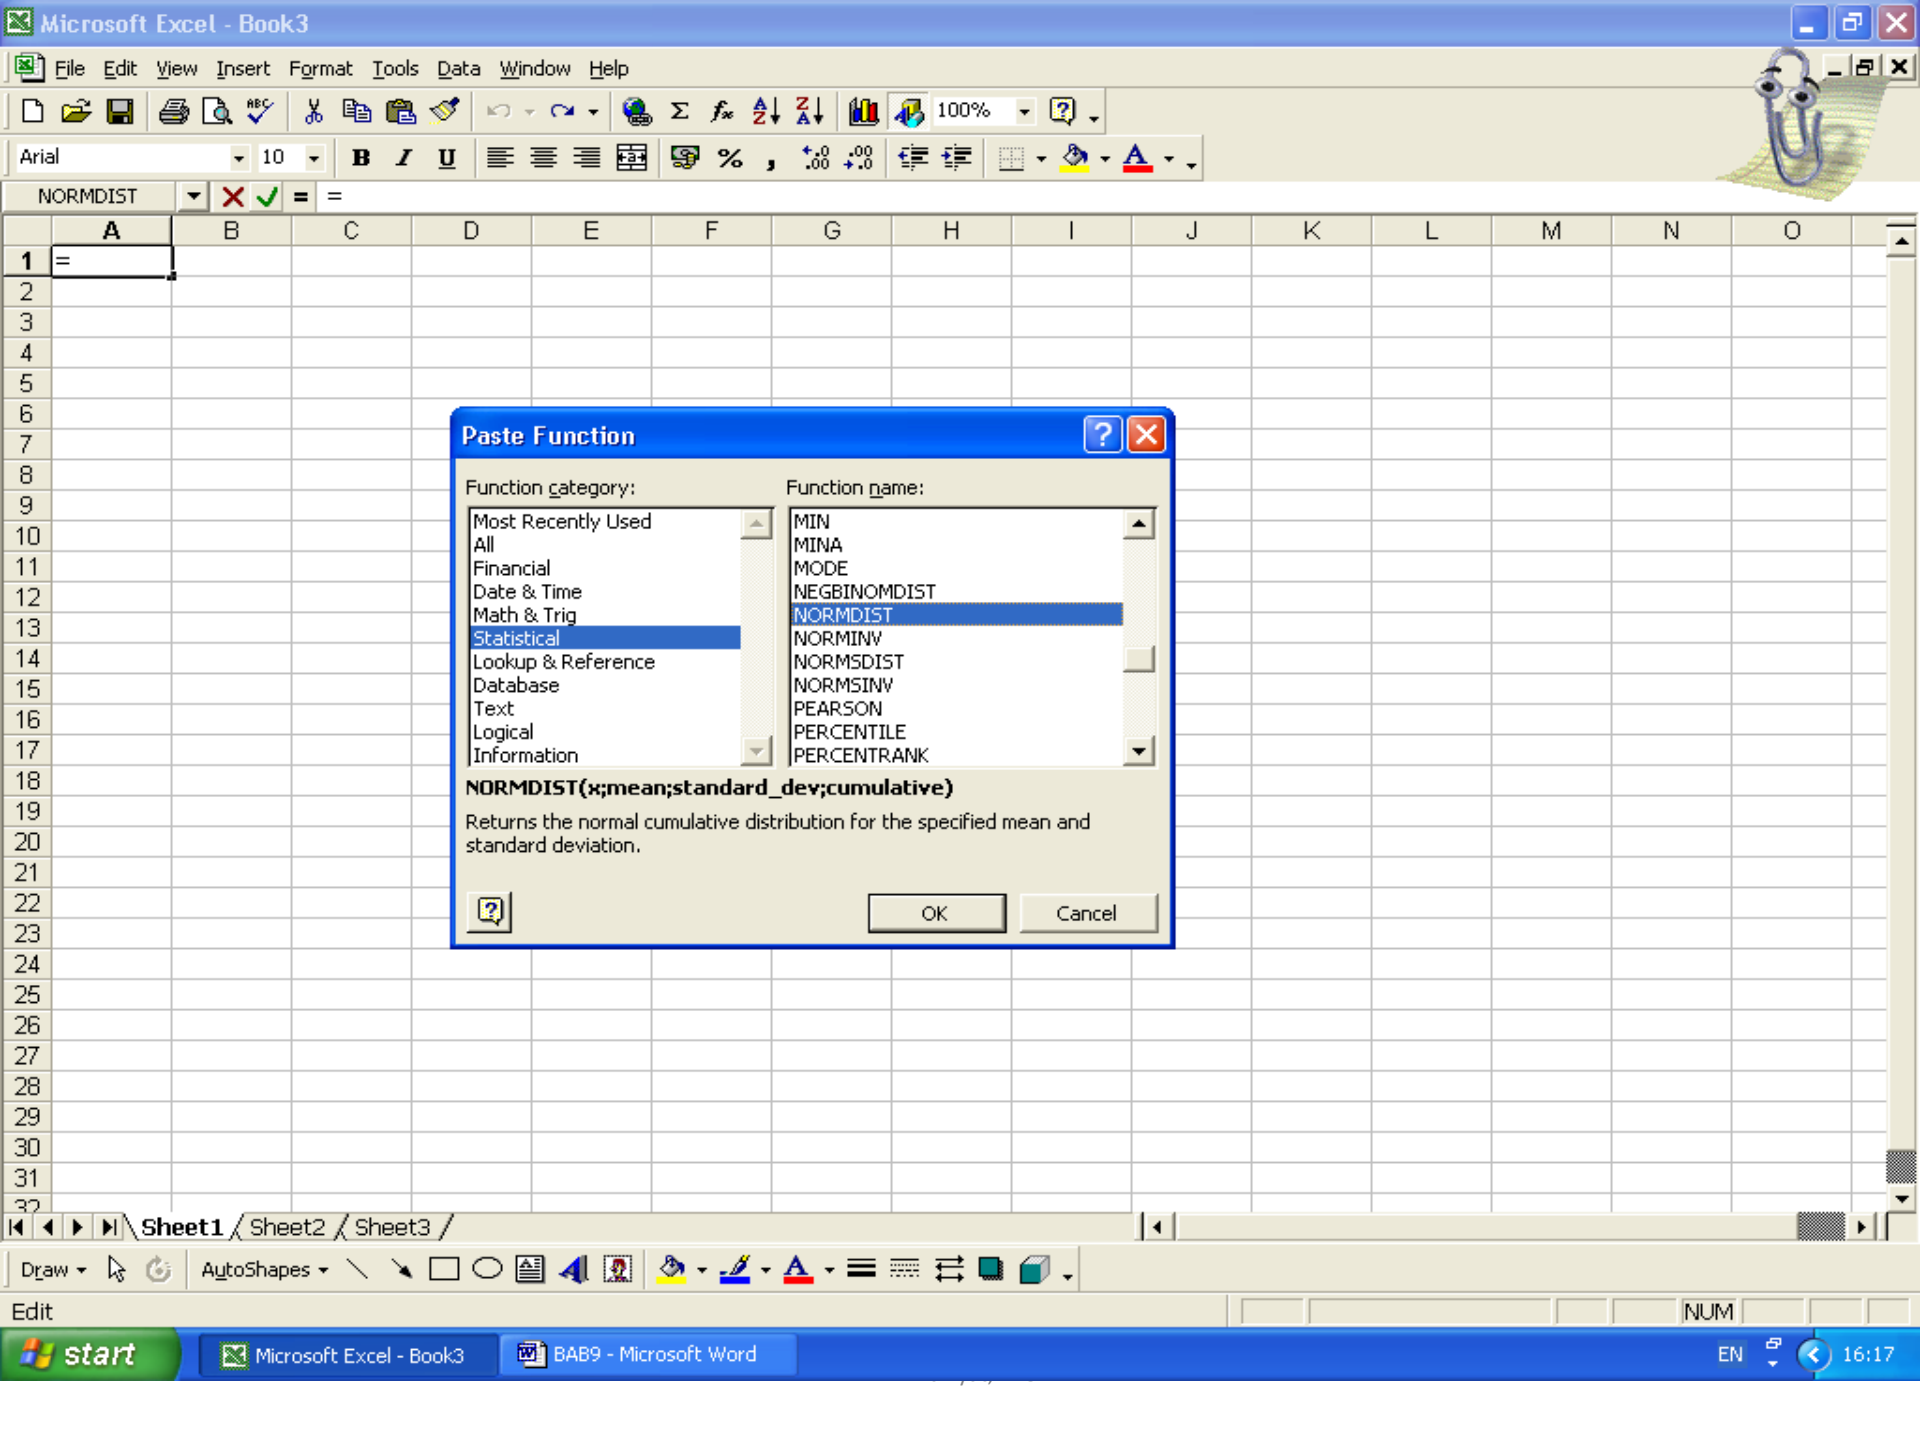 Microsoft Excel - Book3
File Edit View Insert Format Tools Data Window Help
100%
Arial 10 B I U
NORMDIST = =
A B C D E F G H I J K L M N O
1 =
2
3
4
5
6
7
8
9
10
11
12
13
14
15
16
17
18
19
20
21
22
23
24
25
26
27
28
29
30
31
32
Paste Function
Function category: Function name:
Most Recently Used MIN
All MINA
Financial MODE
Date & Time NEGBINOMDIST
Math & Trig NORMDIST
Statistical NORMINV
Lookup & Reference NORMSDIST
Database NORMSINV
Text PEARSON
Logical PERCENTILE
Information PERCENTRANK
NORMDIST(x;mean;standard_dev;cumulative)
Returns the normal cumulative distribution for the specified mean and
standard deviation.
OK Cancel
Sheet1 Sheet2 Sheet3
Draw AutoShapes
Edit NUM
start Microsoft Excel - Book3 BAB9 - Microsoft Word EN 16:17